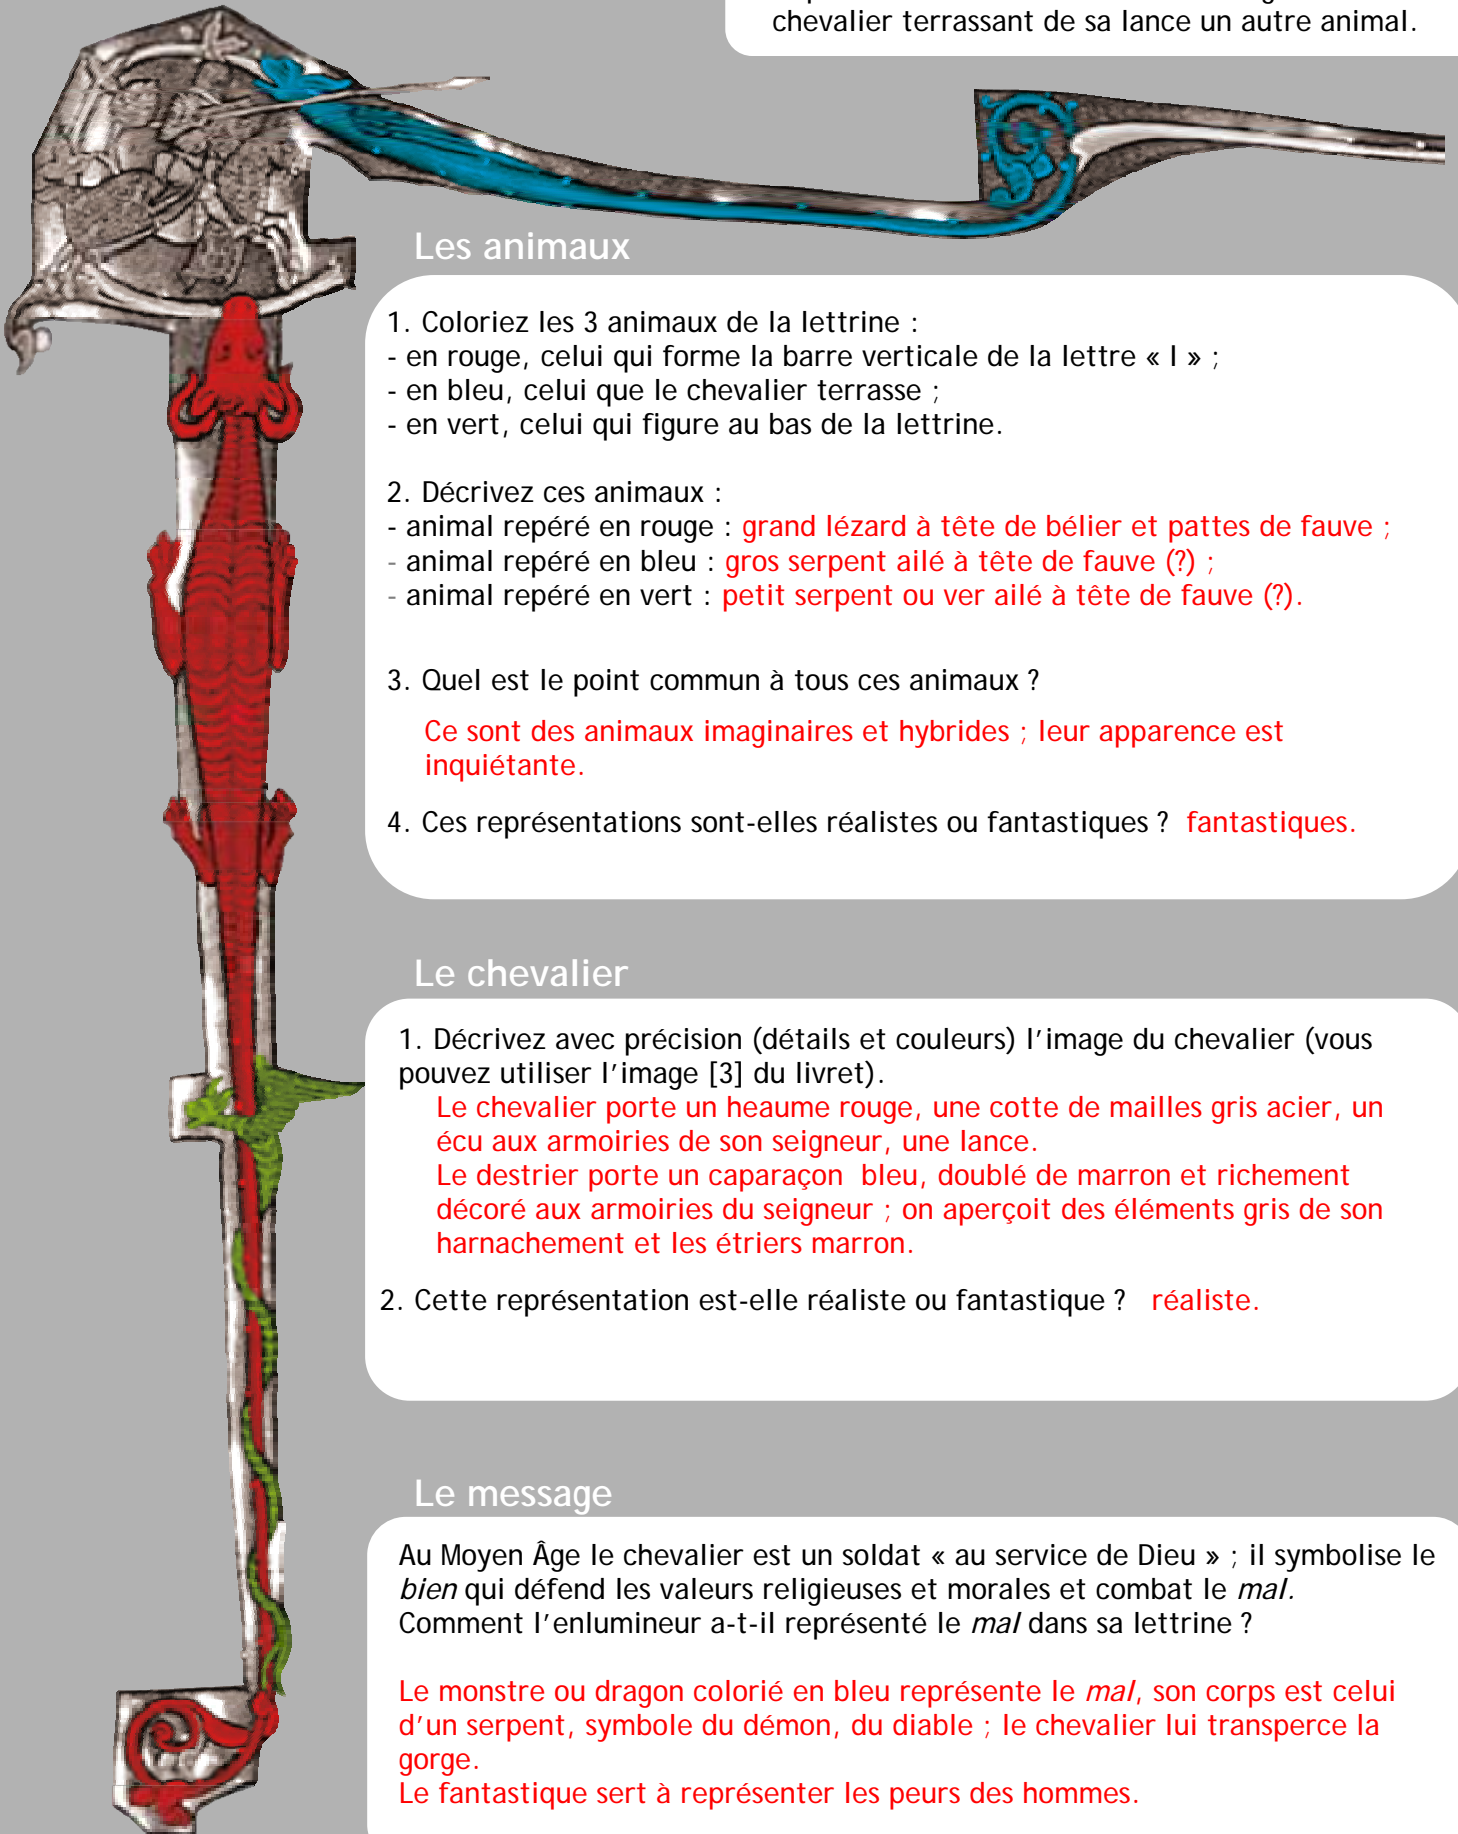 chevalier terrassant de sa lance un autre animal.
Les animaux
1. Coloriez les 3 animaux de la lettrine :
- en rouge, celui qui forme la barre verticale de la lettre « I » ;
- en bleu, celui que le chevalier terrasse ;
- en vert, celui qui figure au bas de la lettrine.
2. Décrivez ces animaux :
- animal repéré en rouge : grand lézard à tête de bélier et pattes de fauve ;
- animal repéré en bleu : gros serpent ailé à tête de fauve (?) ;
- animal repéré en vert : petit serpent ou ver ailé à tête de fauve (?).
3. Quel est le point commun à tous ces animaux ?
Ce sont des animaux imaginaires et hybrides ; leur apparence est
inquiétante.
4. Ces représentations sont-elles réalistes ou fantastiques ? fantastiques.
Le chevalier
1. Décrivez avec précision (détails et couleurs) l'image du chevalier (vous
pouvez utiliser l'image [3] du livret).
Le chevalier porte un heaume rouge, une cotte de mailles gris acier, un
écu aux armoiries de son seigneur, une lance.
Le destrier porte un caparaçon bleu, doublé de marron et richement
décoré aux armoiries du seigneur ; on aperçoit des éléments gris de son
harnachement et les étriers marron.
2. Cette représentation est-elle réaliste ou fantastique ? réaliste.
Le message
Au Moyen Âge le chevalier est un soldat « au service de Dieu » ; il symbolise le
bien qui défend les valeurs religieuses et morales et combat le mal.
Comment l'enlumineur a-t-il représenté le mal dans sa lettrine ?
Le monstre ou dragon colorié en bleu représente le mal, son corps est celui
d'un serpent, symbole du démon, du diable ; le chevalier lui transperce la
gorge.
Le fantastique sert à représenter les peurs des hommes.